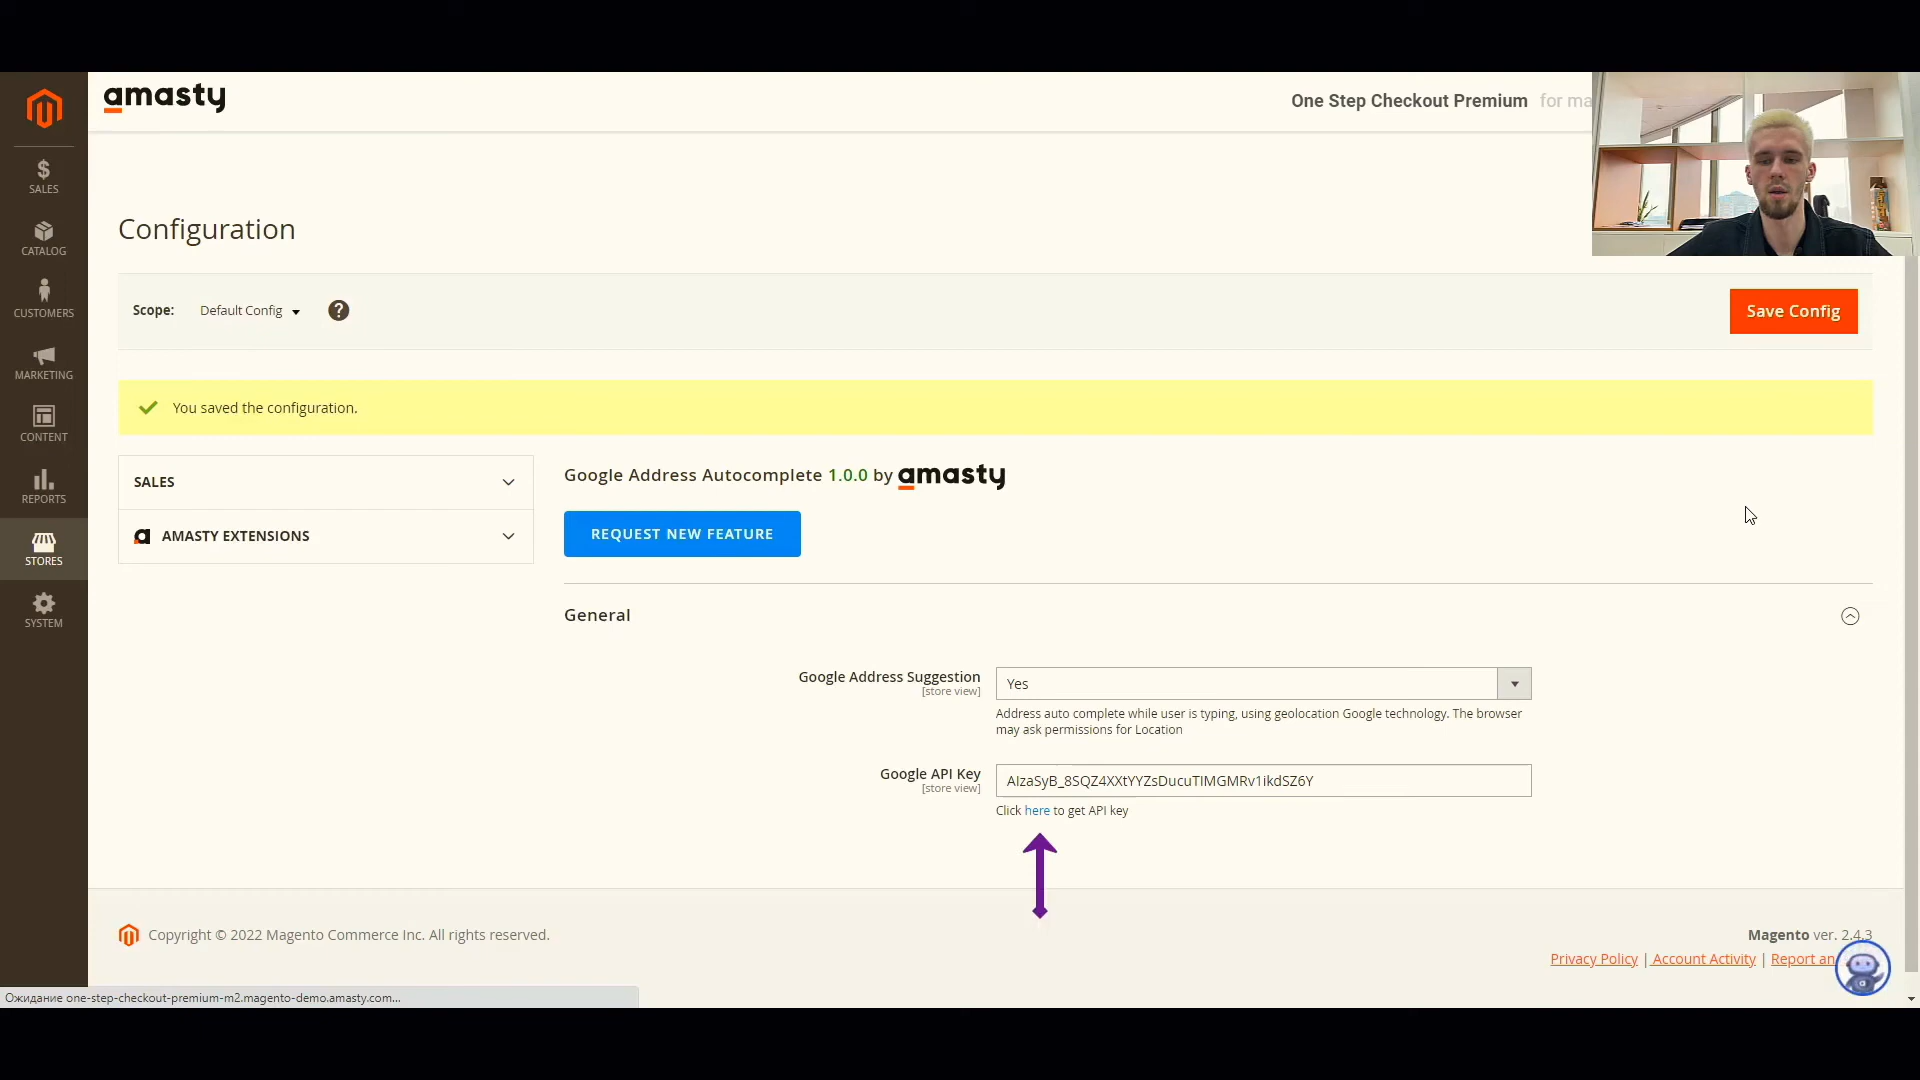 amasty
One Step Checkout Premium for ma
SALES
CATALOG
CUSTOMERS
MARKETING
CONTENT
REPORTS
STORES
SYSTEM
Configuration
Scope: Default Config ?
Save Config
You saved the configuration.
SALES
AMASTY EXTENSIONS
Google Address Autocomplete 1.0.0 by amasty
REQUEST NEW FEATURE
General
Google Address Suggestion
[store view]
Yes
Address auto complete while user is typing, using geolocation Google technology. The browser
may ask permissions for Location
Google API Key
[store view]
AIzaSyB_8SQZ4XXtYYZsDucuTIMGMRv1ikdSZ6Y
Click here to get API key
Copyright © 2022 Magento Commerce Inc. All rights reserved.
Magento ver. 2.4.3
Privacy Policy | Account Activity | Report an
Ожидание one-step-checkout-premium-m2.magento-demo.amasty.com...